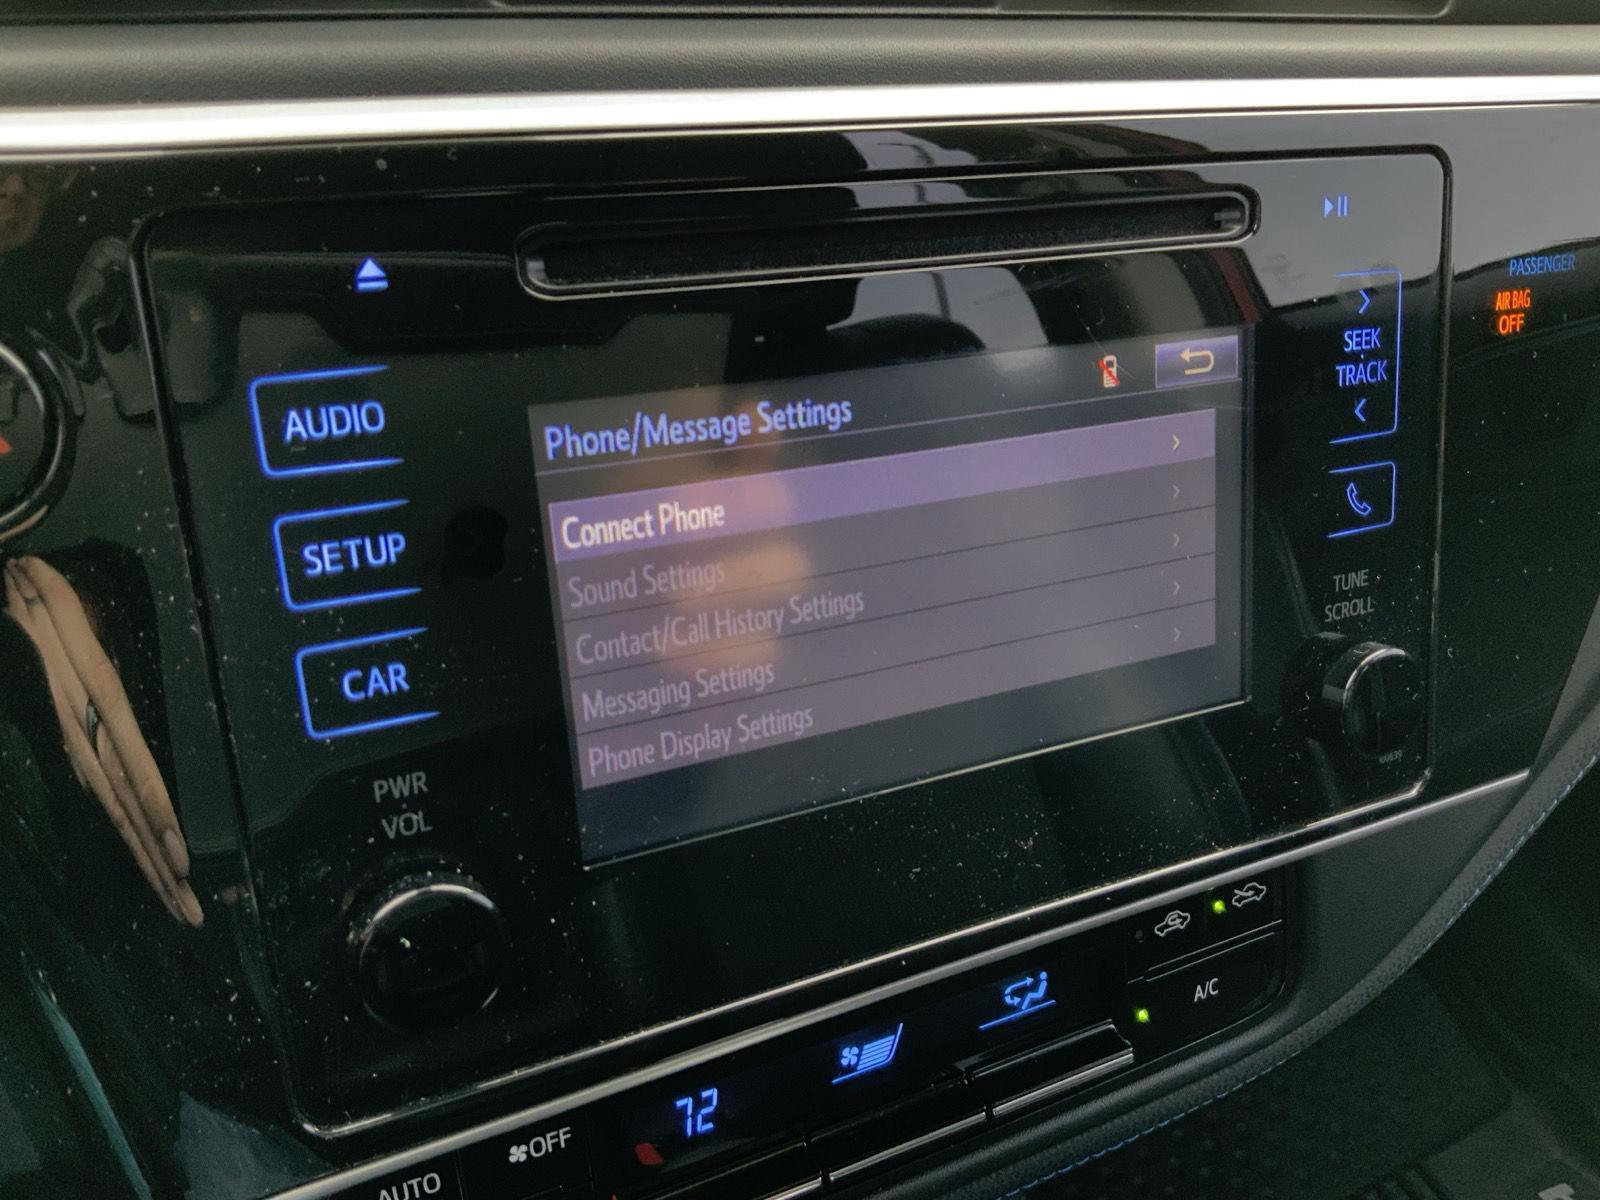 PASSENGER
AIR BAG
OFF
SEEK
TRACK
AUDIO
SETUP
CAR
Phone/Message Settings
Connect Phone
Sound Settings
Contact/Call History Settings
Messaging Settings
Phone Display Settings
TUNE
SCROLL
PWR
VOL
A/C
72
OFF
AUTO